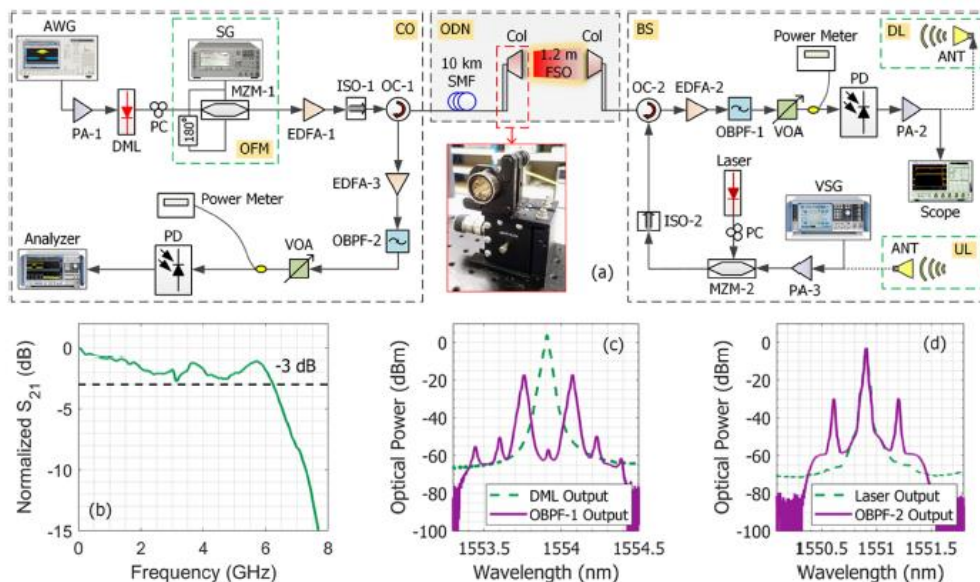 AWG
SG
CO
ODN
BS
DL
Col
Col
Power Meter
ANT
MZM-1
ISO-1
OC-1
10 km
SMF
1.2 m
FSO
OC-2
EDFA-2
PD
PA-1
DML
PC
180°
OFM
EDFA-1
OBPF-1
VOA
PA-2
EDFA-3
Laser
VSG
Scope
Power Meter
OBPF-2
ISO-2
PC
ANT
UL
Analyzer
PD
VOA
(a)
MZM-2
PA-3
Normalized S21 (dB)
0
-5
-10
-15
-3 dB
(b)
0
2
4
6
8
Frequency (GHz)
Optical Power (dBm)
0
-20
-40
-60
-80
-100
(c)
DML Output
OBPF-1 Output
1553.5
1554
1554.5
Wavelength (nm)
Optical Power (dBm)
0
-20
-40
-60
-80
-100
(d)
Laser Output
OBPF-2 Output
1550.5
1551
1551.5
Wavelength (nm)